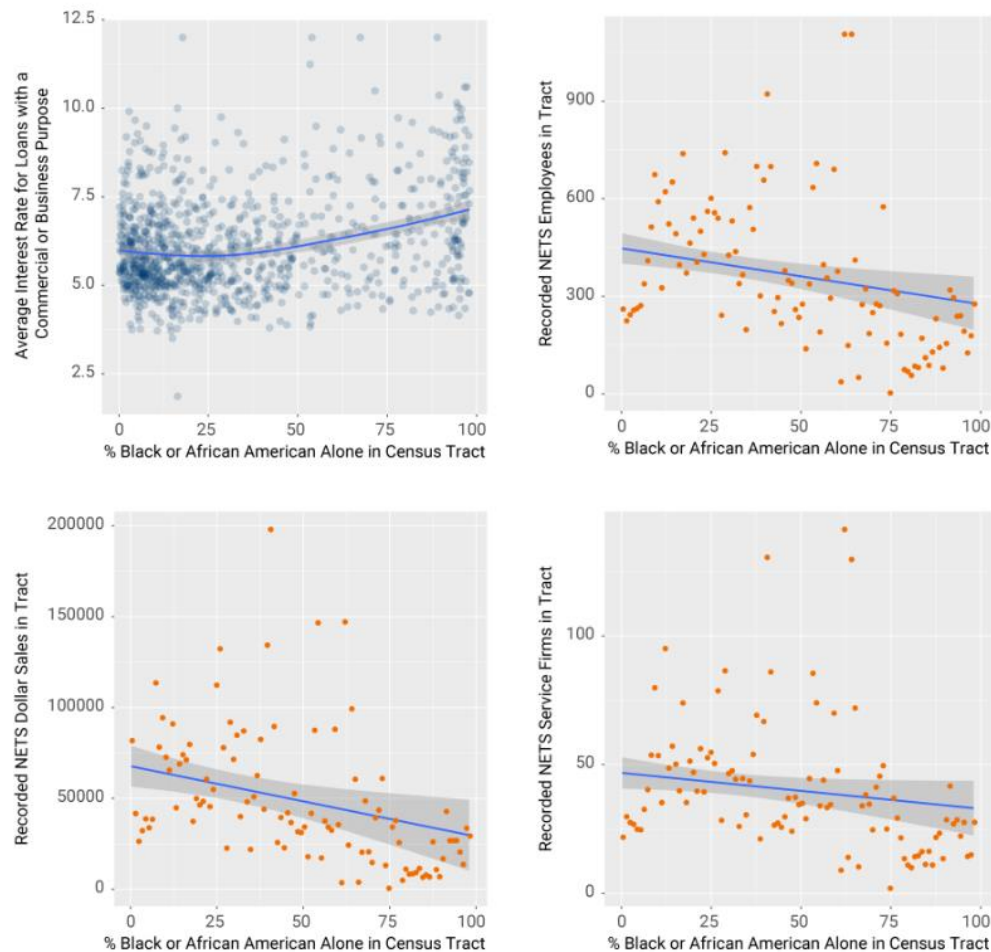 Average Interest Rate for Loans with a
Commercial or Business Purpose
12.5
10.0
7.5
5.0
2.5
0 25 50 75 100
% Black or African American Alone in Census Tract
Recorded NETS Employees in Tract
900
600
300
0
0 25 50 75 100
% Black or African American Alone in Census Tract
Recorded NETS Dollar Sales in Tract
200000
150000
100000
50000
0
0 25 50 75 100
% Black or African American Alone in Census Tract
Recorded NETS Service Firms in Tract
100
50
0
0 25 50 75 100
% Black or African American Alone in Census Tract